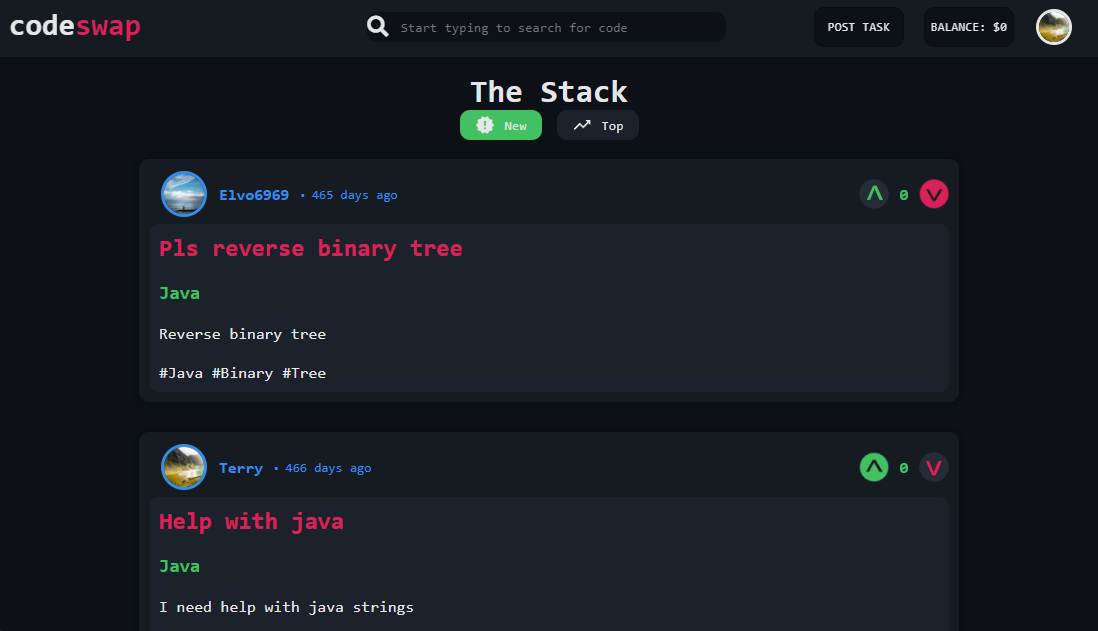 codeswap
Start typing to search for code
POST TASK
BALANCE: $0
The Stack
New
Top
Elvo6969 • 465 days ago
0
Pls reverse binary tree
Java
Reverse binary tree
#Java #Binary #Tree
Terry • 466 days ago
0
Help with java
Java
I need help with java strings